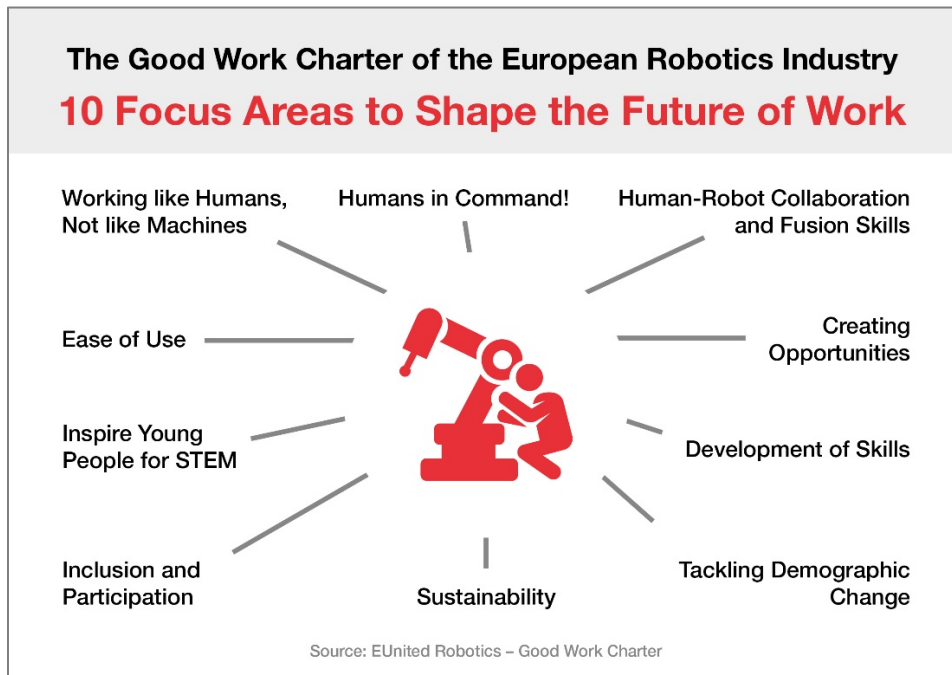 The Good Work Charter of the European Robotics Industry
10 Focus Areas to Shape the Future of Work
Working like Humans,
Not like Machines
Humans in Command!
Human-Robot Collaboration
and Fusion Skills
Ease of Use
Creating
Opportunities
Inspire Young
People for STEM
Development of Skills
Inclusion and
Participation
Sustainability
Tackling Demographic
Change
Source: EUnited Robotics – Good Work Charter